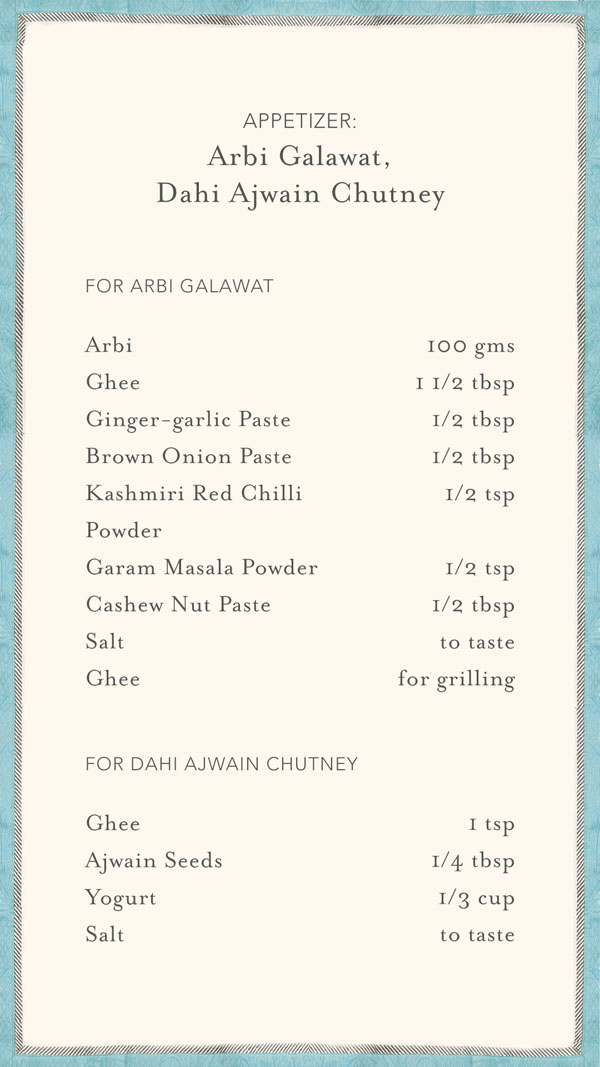 APPETIZER:
Arbi Galawat,
Dahi Ajwain Chutney
FOR ARBI GALAWAT
Arbi 100 gms
Ghee 1 1/2 tbsp
Ginger-garlic Paste 1/2 tbsp
Brown Onion Paste 1/2 tbsp
Kashmiri Red Chilli 1/2 tsp
Powder
Garam Masala Powder 1/2 tsp
Cashew Nut Paste 1/2 tbsp
Salt to taste
Ghee for grilling
FOR DAHI AJWAIN CHUTNEY
Ghee 1 tsp
Ajwain Seeds 1/4 tbsp
Yogurt 1/3 cup
Salt to taste